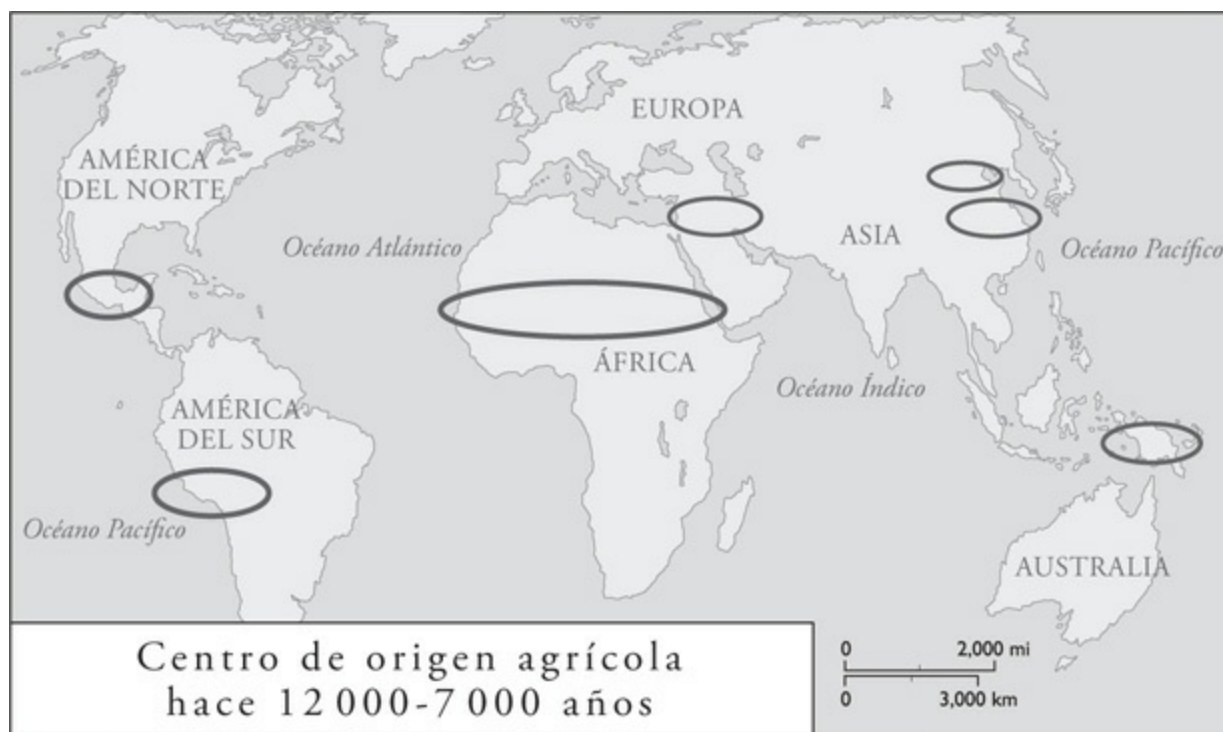 EUROPA
AMÉRICA
DEL NORTE
Océano Atlántico
ASIA
Océano Pacífico
ÁFRICA
Océano Índico
AMÉRICA
DEL SUR
Océano Pacífico
AUSTRALIA
Centro de origen agrícola
hace 12 000-7 000 años
0 2,000 mi
0 3,000 km